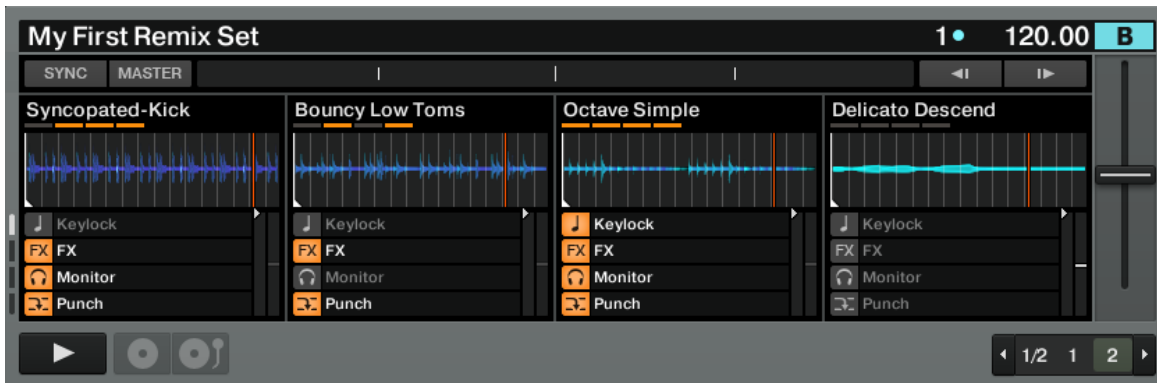 My First Remix Set 1 120.00 B
SYNC MASTER
Syncopated-Kick Bouncy Low Toms Octave Simple Delicato Descend
Keylock Keylock Keylock Keylock
FX FX FX FX FX FX FX FX
Monitor Monitor Monitor Monitor
Punch Punch Punch Punch
1/2 1 2